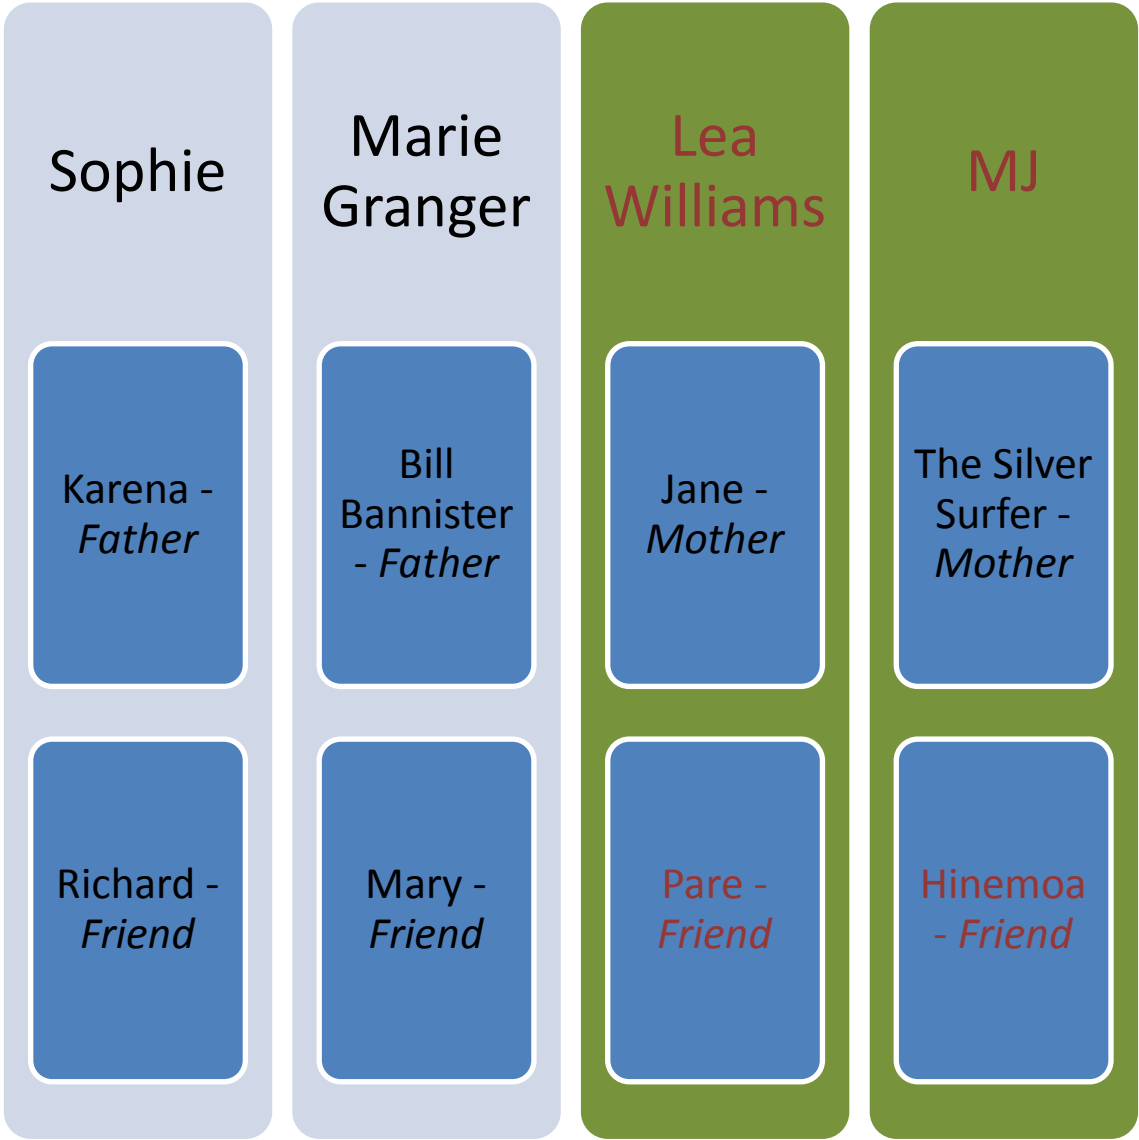 Sophie
Karena -
Father
Richard -
Friend
Marie
Granger
Bill
Bannister
- Father
Mary -
Friend
Lea
Williams
Jane -
Mother
Pare -
Friend
MJ
The Silver
Surfer -
Mother
Hinemoa
- Friend